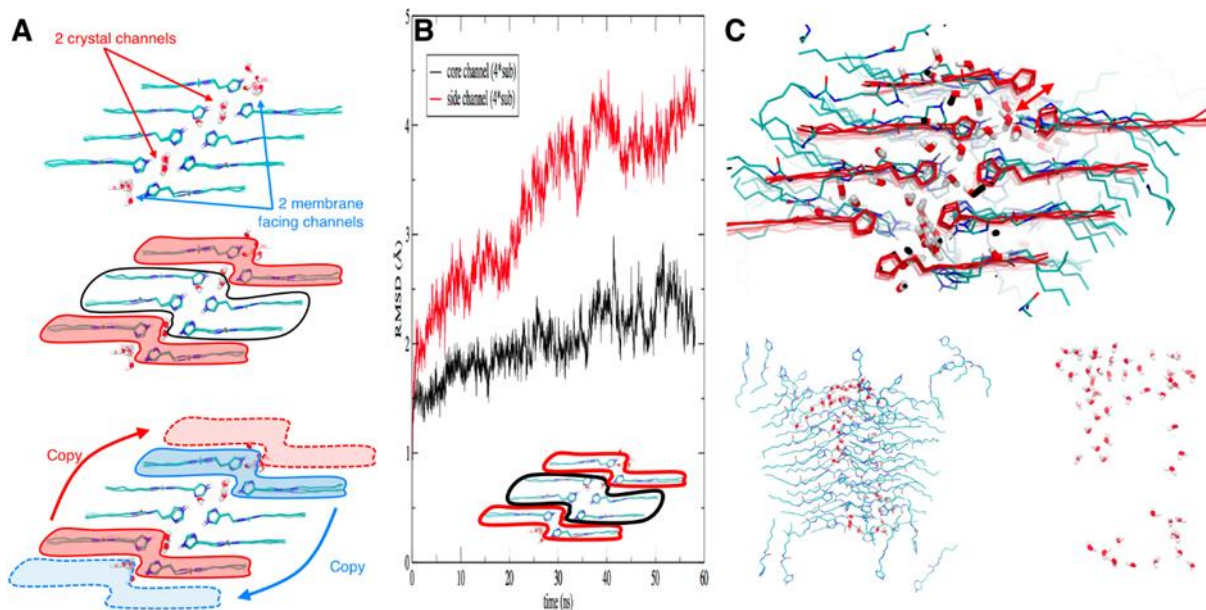 A
2 crystal channels
2 membrane
facing channels
Copy
Copy
B
5
4
3
2
1
0
RMSD (Å)
core channel (4*sub)
side channel (4*sub)
0
10
20
30
40
50
60
time (ns)
C